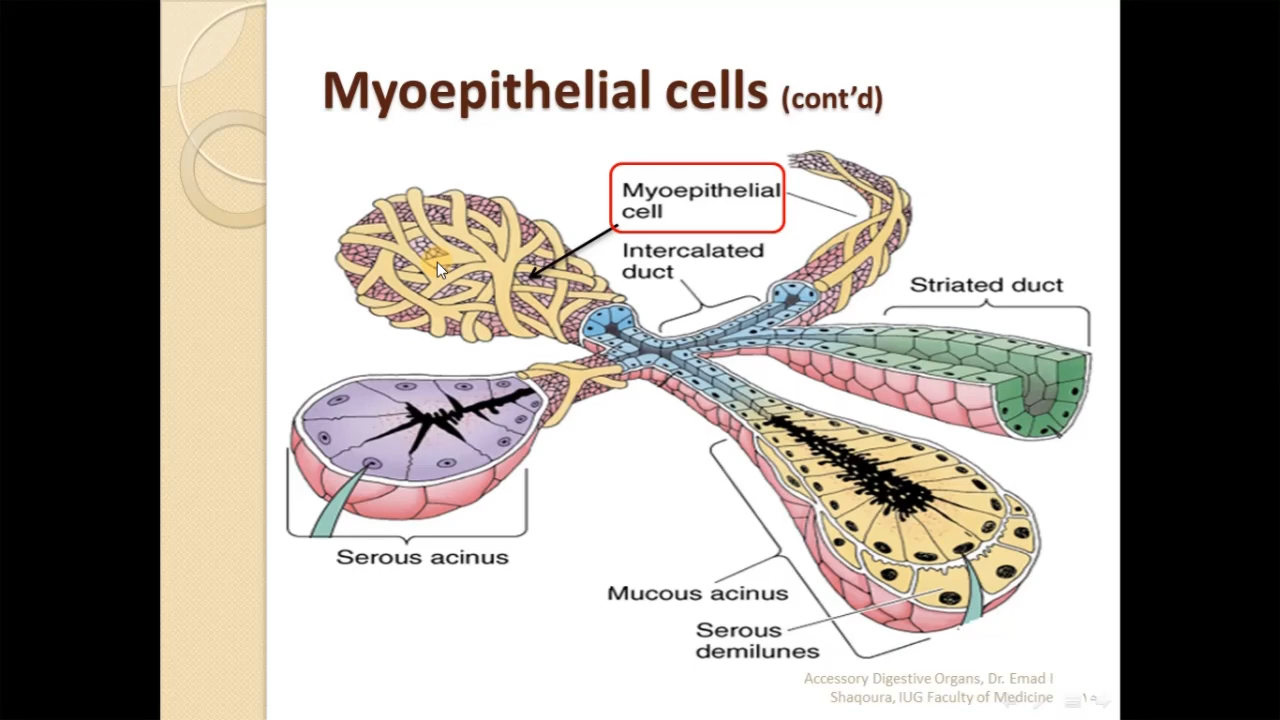 Myoepithelial cells (cont’d)
Myoepithelial
cell
Intercalated
duct
Striated duct
Serous acinus
Mucous acinus
Serous
demilunes
Accessory Digestive Organs, Dr. Emad I
Shaqoura, IUG Faculty of Medicine